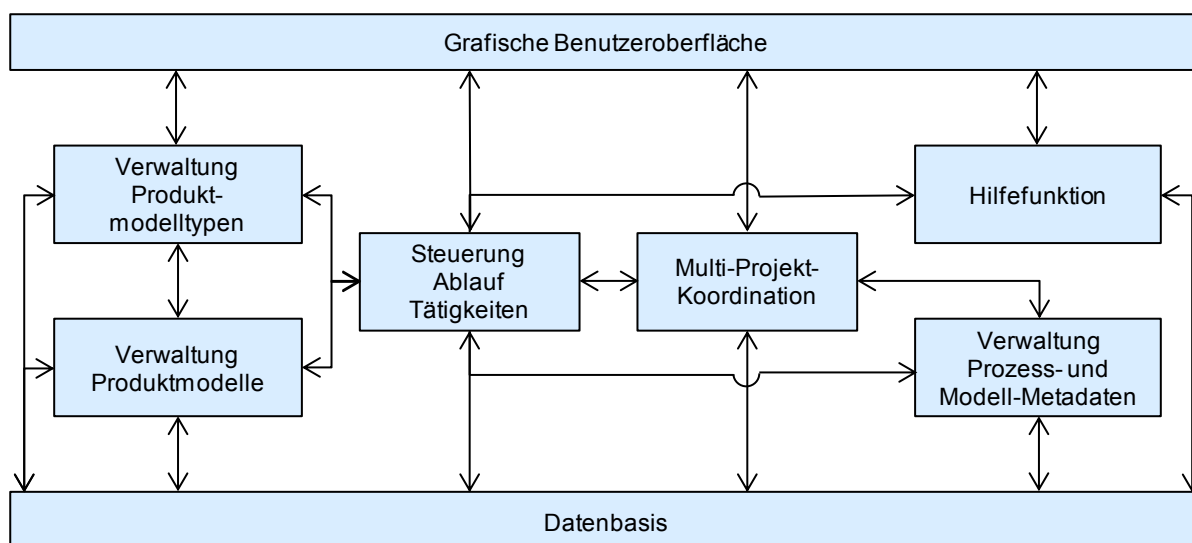 Grafische Benutzeroberfläche
Verwaltung
Produkt-
modelltypen
Hilfefunktion
Steuerung
Ablauf
Tätigkeiten
Multi-Projekt-
Koordination
Verwaltung
Produktmodelle
Verwaltung
Prozess- und
Modell-Metadaten
Datenbasis